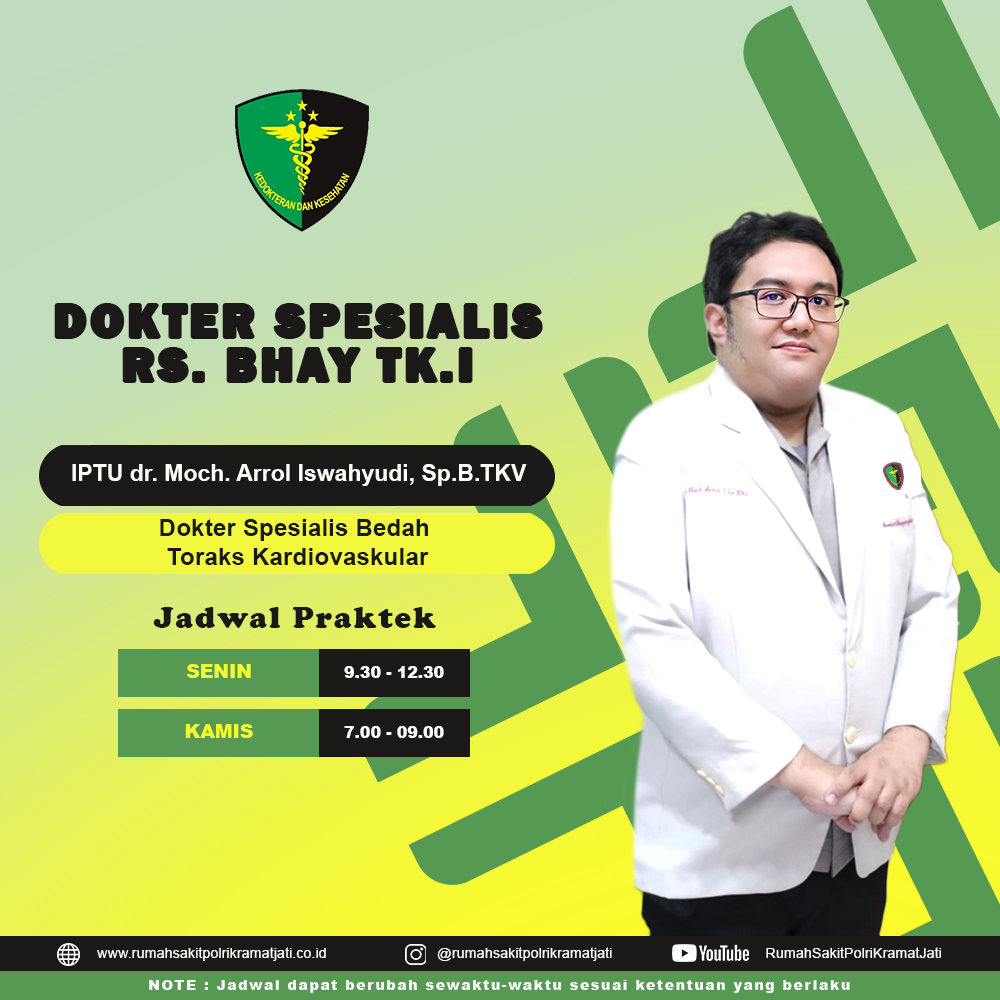 KEDOKTERAN DAN KESEHATAN
DOKTER SPESIALIS
RS. BHAY TK.I
IPTU dr. Moch. Arrol Iswahyudi, Sp.B.TKV
Dokter Spesialis Bedah
Toraks Kardiovaskular
Jadwal Praktek
SENIN 9.30 - 12.30
KAMIS 7.00 - 09.00
www.rumahsakitpolrikramatjati.co.id @rumahsakitpolrikramatjati YouTube RumahSakitPolriKramatJati
NOTE : Jadwal dapat berubah sewaktu-waktu sesuai ketentuan yang berlaku